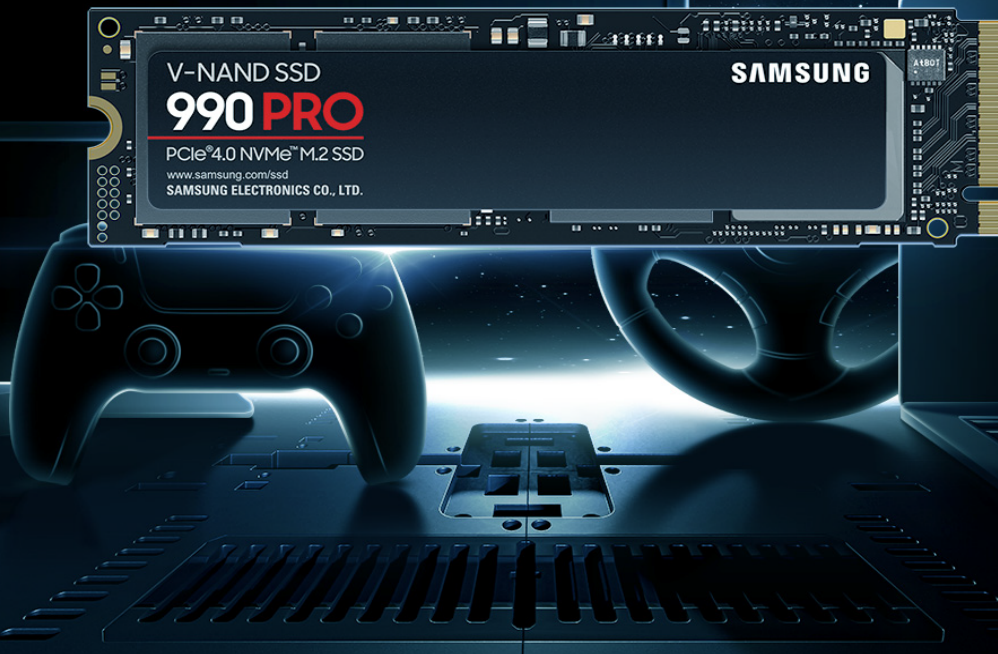 V-NAND SSD
SAMSUNG
990 PRO
PCIe®4.0 NVMe™ M.2 SSD
www.samsung.com/ssd
SAMSUNG ELECTRONICS CO., LTD.